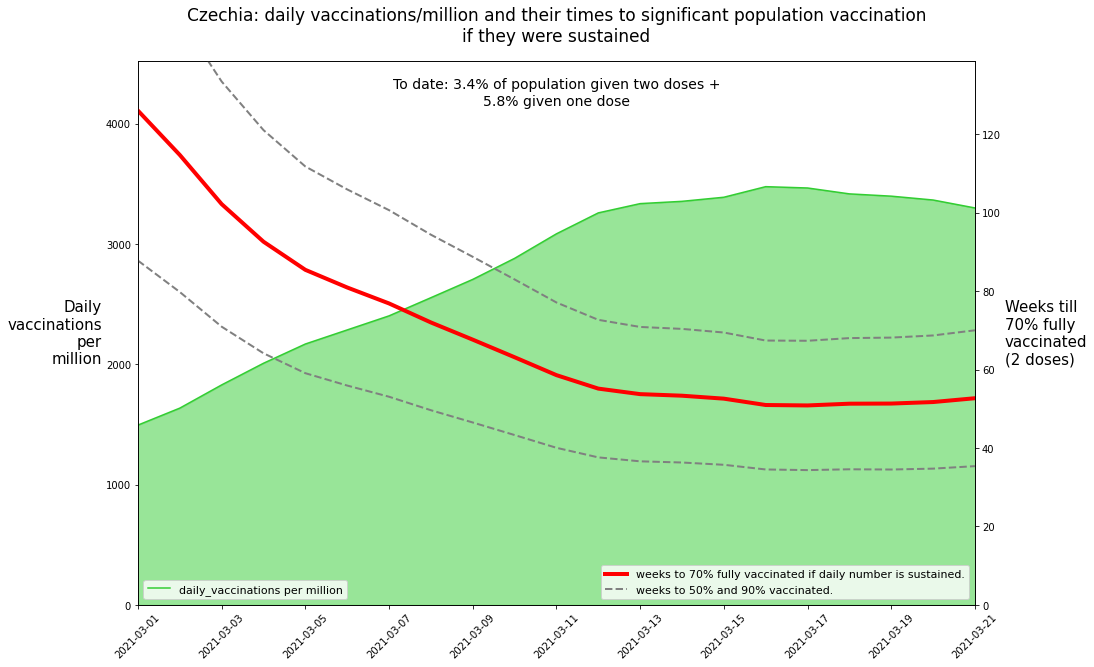 Czechia: daily vaccinations/million and their times to significant population vaccination
if they were sustained
To date: 3.4% of population given two doses +
5.8% given one dose
4000
3000
2000
1000
0
Daily
vaccinations
per
million
120
100
80
60
40
20
0
Weeks till
70% fully
vaccinated
(2 doses)
daily_vaccinations per million
weeks to 70% fully vaccinated if daily number is sustained.
weeks to 50% and 90% vaccinated.
2021-03-01
2021-03-03
2021-03-05
2021-03-07
2021-03-09
2021-03-11
2021-03-13
2021-03-15
2021-03-17
2021-03-19
2021-03-21